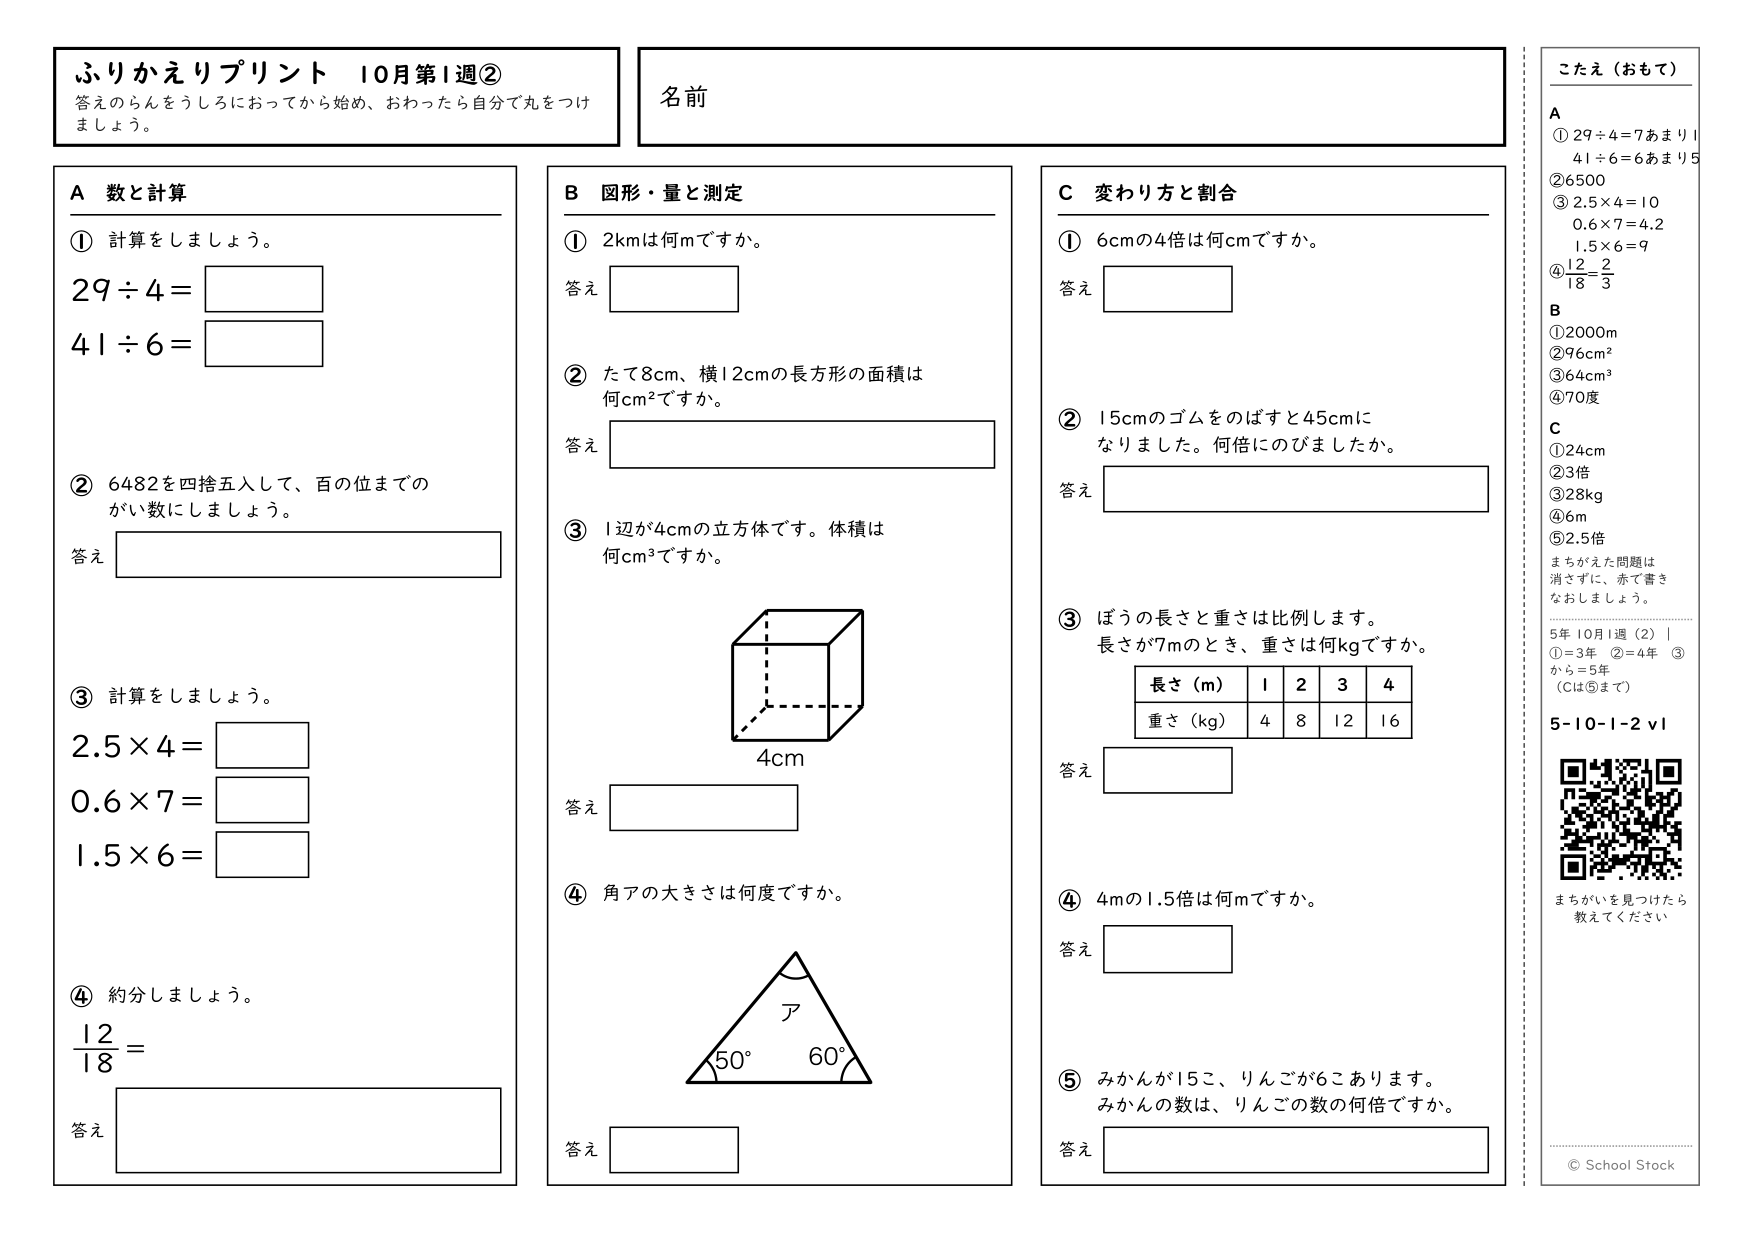 ふりかえりプリント　10月第1週②
答えのらんをうしろにおってから始め、おわったら自分で丸をつけ
ましょう。
名前
A　数と計算
① 計算をしましょう。
29÷4＝
41÷6＝
② 6482を四捨五入して、百の位までの
がい数にしましょう。
答え
③ 計算をしましょう。
2.5×4＝
0.6×7＝
1.5×6＝
④ 約分しましょう。
12/18＝
答え
B　図形・量と測定
① 2kmは何mですか。
答え
② たて8cm、横12cmの長方形の面積は
何cm²ですか。
答え
③ 1辺が4cmの立方体です。体積は
何cm³ですか。
4cm
答え
④ 角アの大きさは何度ですか。
ア
50° 60°
答え
C　変わり方と割合
① 6cmの4倍は何cmですか。
答え
② 15cmのゴムをのばすと45cmに
なりました。何倍にのびましたか。
答え
③ ぼうの長さと重さは比例します。
長さが7mのとき、重さは何kgですか。
長さ（m） 1 2 3 4
重さ（kg） 4 8 12 16
答え
④ 4mの1.5倍は何mですか。
答え
⑤ みかんが15こ、りんごが6こあります。
みかんの数は、りんごの数の何倍ですか。
答え
こたえ（おもて）
A
① 29÷4＝7あまり1
41÷6＝6あまり5
②6500
③ 2.5×4＝10
0.6×7＝4.2
1.5×6＝9
④12/18＝2/3
B
①2000m
②96cm²
③64cm³
④70度
C
①24cm
②3倍
③28kg
④6m
⑤2.5倍
まちがえた問題は
消さずに、赤で書き
なおしましょう。
5年 10月1週（2）｜
①＝3年　②＝4年　③
から＝5年
（Cは⑤まで）
5-10-1-2 v1
まちがいを見つけたら
教えてください
© School Stock